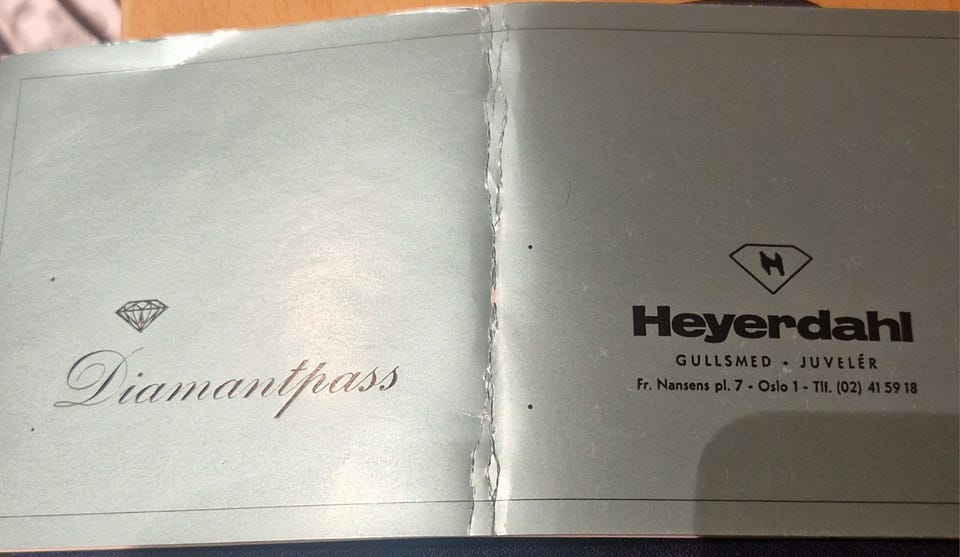 Diamantpass
H
Heyerdahl
GULLSMED - JUVELÉR
Fr. Nansens pl. 7 - Oslo 1 - Tlf. (02) 41 59 18